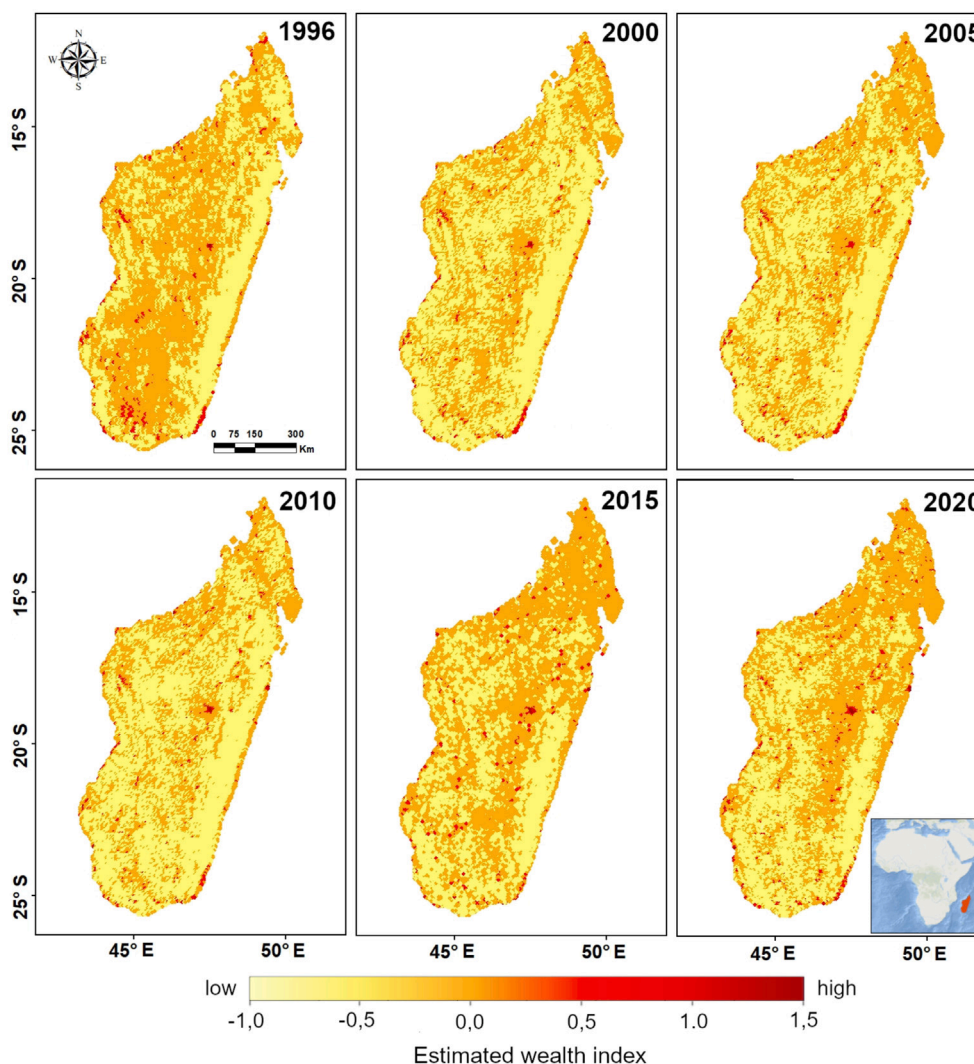 1996
2000
2005
N
W
E
S
15° S
20° S
25° S
0 75 150 300
Km
2010
2015
2020
15° S
20° S
25° S
45° E
50° E
45° E
50° E
45° E
50° E
low
high
-1,0
-0,5
0,0
0,5
1.0
1,5
Estimated wealth index